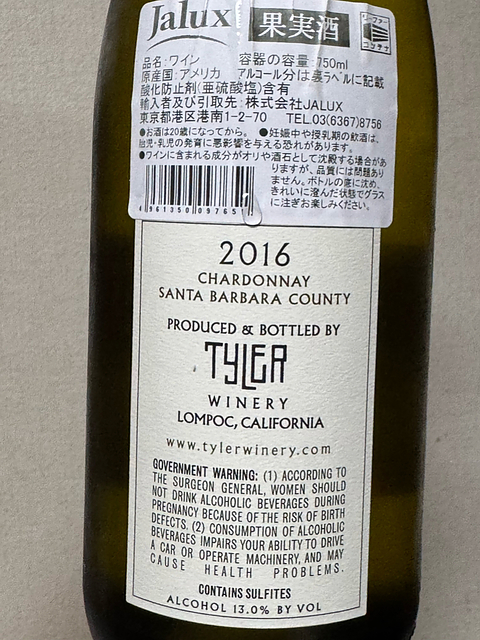 Jalux 果実酒 リーファーコンテナ
品名:ワイン 容器の容量:750ml
原産国:アメリカ アルコール分は裏ラベルに記載
酸化防止剤(亜硫酸塩)含有
輸入者及び引取先:株式会社JALUX
東京都港区港南1-2-70 TEL.03(6367)8756
●お酒は20歳になってから。 ●妊娠中や授乳期の飲酒は、
胎児・乳児の発育に悪影響を与える恐れがあります。
●ワインに含まれる成分がオリや酒石として沈殿する場合があ
りますが、品質には問題あり
ません。ボトルの底に沈め、
きれいに澄んだ状態でグラス
に注ぎお楽しみください。
4961350 097651
2016
CHARDONNAY
SANTA BARBARA COUNTY
PRODUCED & BOTTLED BY
TYLER
WINERY
LOMPOC, CALIFORNIA
www.tylerwinery.com
GOVERNMENT WARNING: (1) ACCORDING TO
THE SURGEON GENERAL, WOMEN SHOULD
NOT DRINK ALCOHOLIC BEVERAGES DURING
PREGNANCY BECAUSE OF THE RISK OF BIRTH
DEFECTS. (2) CONSUMPTION OF ALCOHOLIC
BEVERAGES IMPAIRS YOUR ABILITY TO DRIVE
A CAR OR OPERATE MACHINERY, AND MAY
CAUSE HEALTH PROBLEMS.
CONTAINS SULFITES
ALCOHOL 13.0% BY VOL